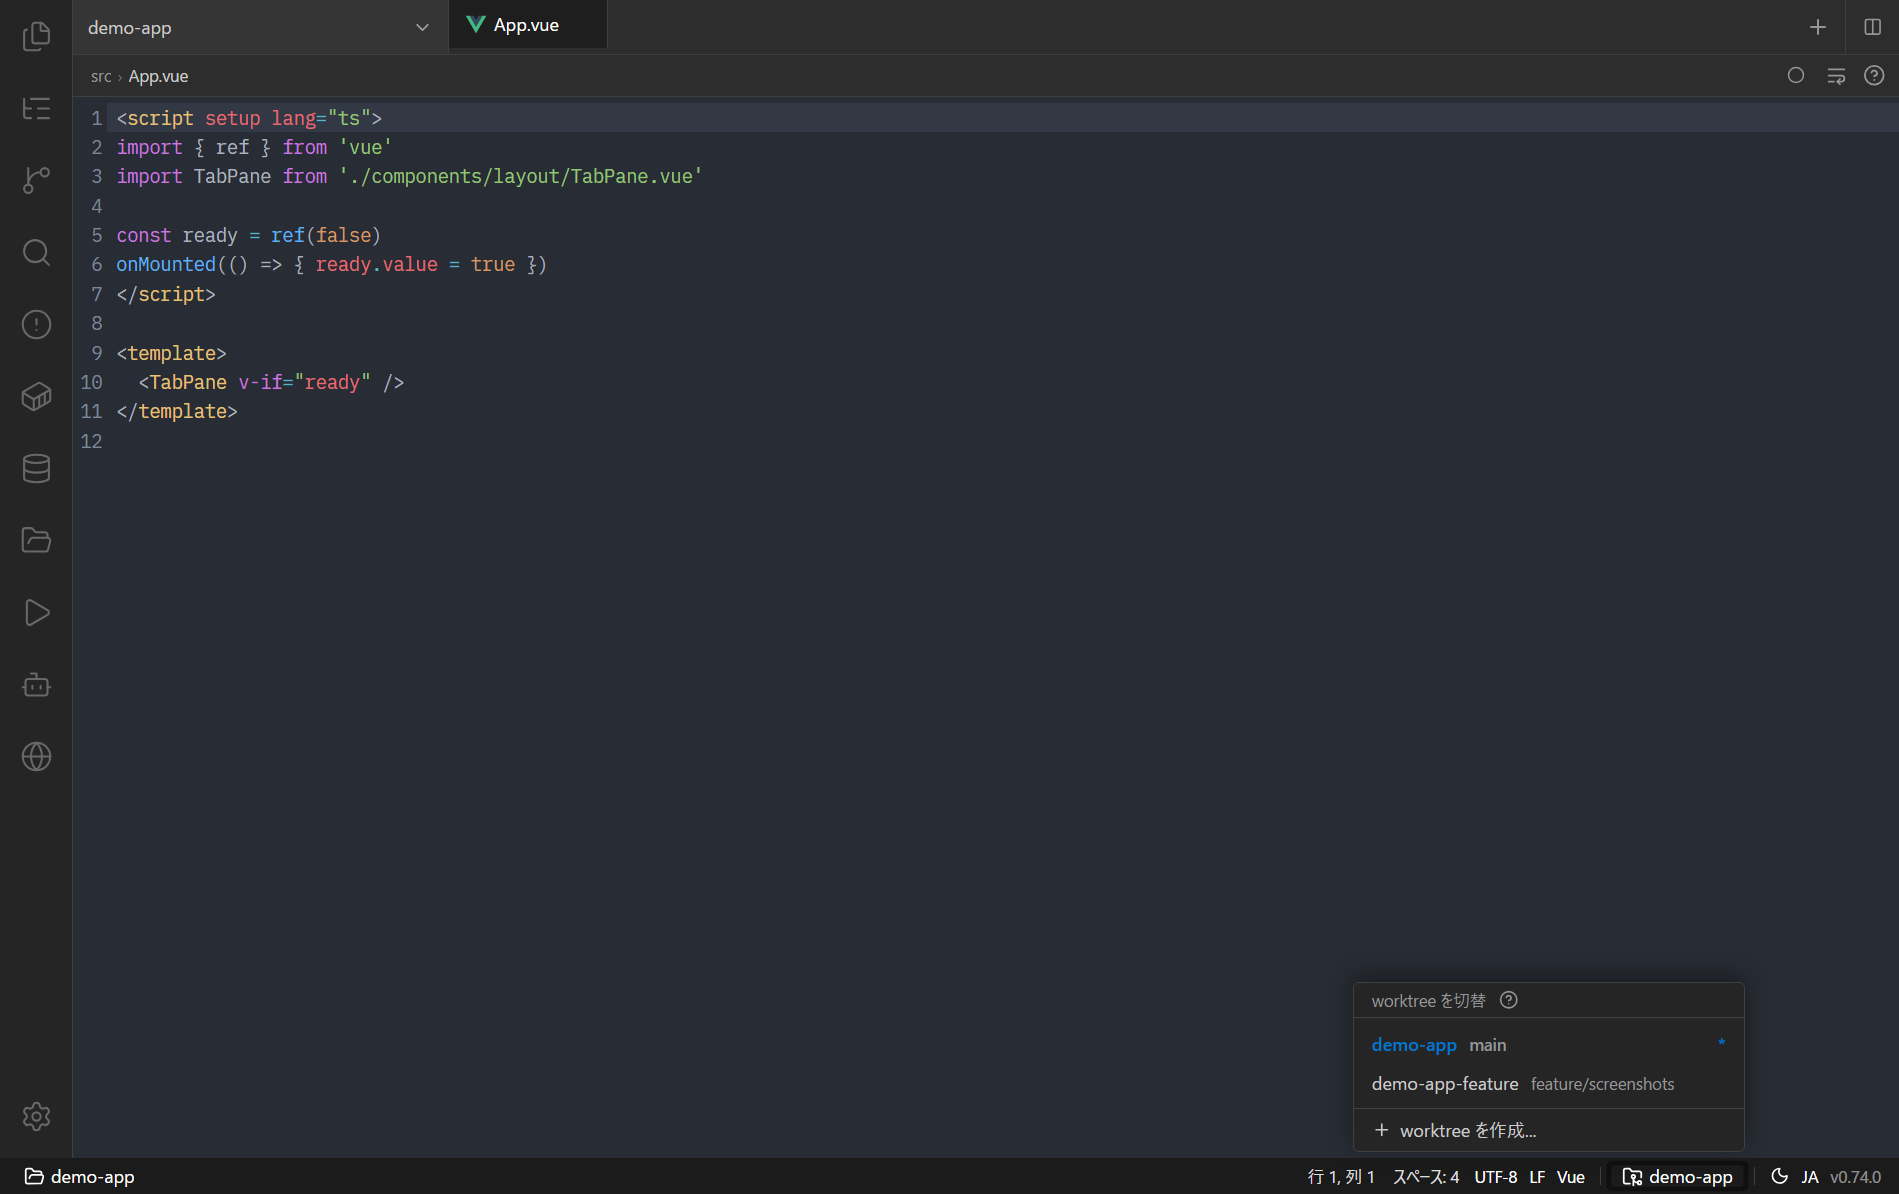 demo-app
App.vue
src › App.vue
1 <script setup lang="ts">
2 import { ref } from 'vue'
3 import TabPane from './components/layout/TabPane.vue'
4
5 const ready = ref(false)
6 onMounted(() => { ready.value = true })
7 </script>
8
9 <template>
10   <TabPane v-if="ready" />
11 </template>
12
worktree を切替
demo-app main *
demo-app-feature feature/screenshots
+ worktree を作成...
demo-app
行 1, 列 1 スペース: 4 UTF-8 LF Vue demo-app JA v0.74.0